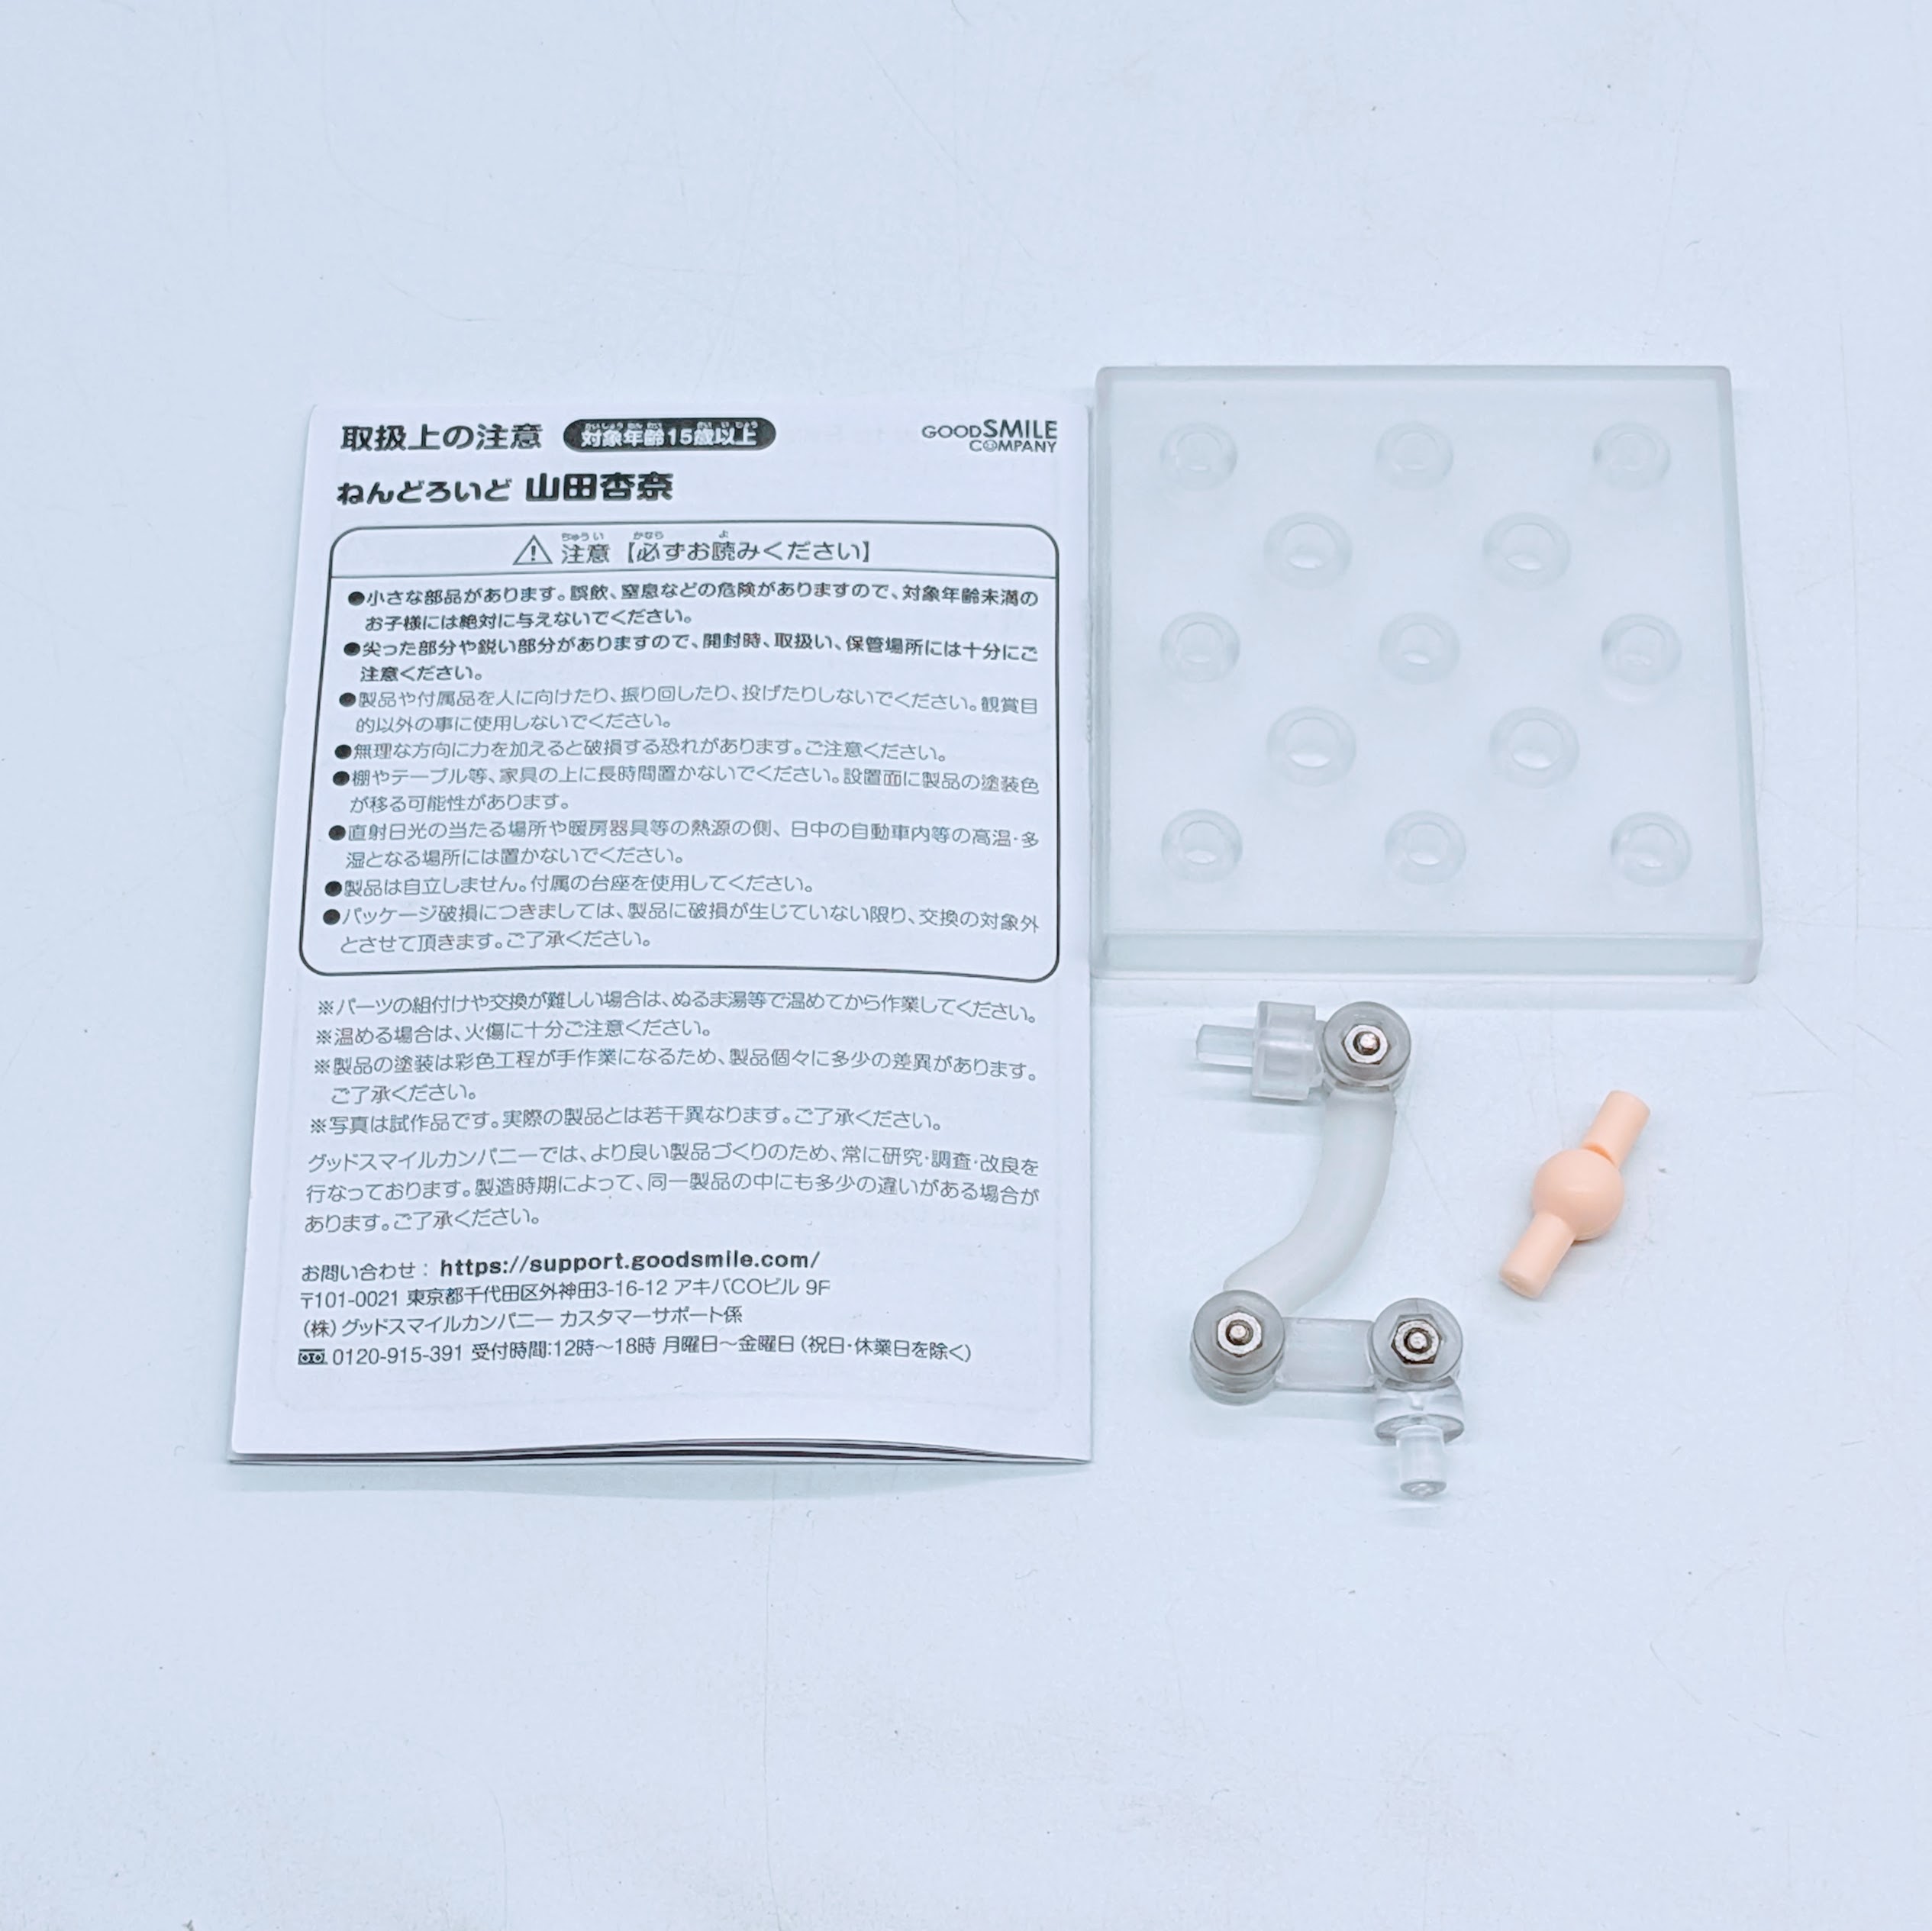 取扱上の注意 対象年齢15歳以上 GOODSMILE COMPANY
ねんどろいど 山田杏奈
注意【必ずお読みください】
●小さな部品があります。誤飲、窒息などの危険がありますので、対象年齢未満の
お子様には絶対に与えないでください。
●尖った部分や鋭い部分がありますので、開封時、取扱い、保管場所には十分にご
注意ください。
●製品や付属品を人に向けたり、振り回したり、投げたりしないでください。観賞目
的以外の事に使用しないでください。
●無理な方向に力を加えると破損する恐れがあります。ご注意ください。
●棚やテーブル等、家具の上に長時間置かないでください。設置面に製品の塗装色
が移る可能性があります。
●直射日光の当たる場所や暖房器具等の熱源の側、日中の自動車内等の高温・多
湿となる場所には置かないでください。
●製品は自立しません。付属の台座を使用してください。
●パッケージ破損につきましては、製品に破損が生じていない限り、交換の対象外
とさせて頂きます。ご了承ください。
※パーツの組付けや交換が難しい場合は、ぬるま湯等で温めてから作業してください。
※温める場合は、火傷に十分ご注意ください。
※製品の塗装は彩色工程が手作業になるため、製品個々に多少の差異があります。
ご了承ください。
※写真は試作品です。実際の製品とは若干異なります。ご了承ください。
グッドスマイルカンパニーでは、より良い製品づくりのため、常に研究・調査・改良を
行なっております。製造時期によって、同一製品の中にも多少の違いがある場合が
あります。ご了承ください。
お問い合わせ：https://support.goodsmile.com/
〒101-0021 東京都千代田区外神田3-16-12 アキバCOビル 9F
（株）グッドスマイルカンパニー カスタマーサポート係
0120-915-391 受付時間:12時～18時 月曜日～金曜日（祝日・休業日を除く）